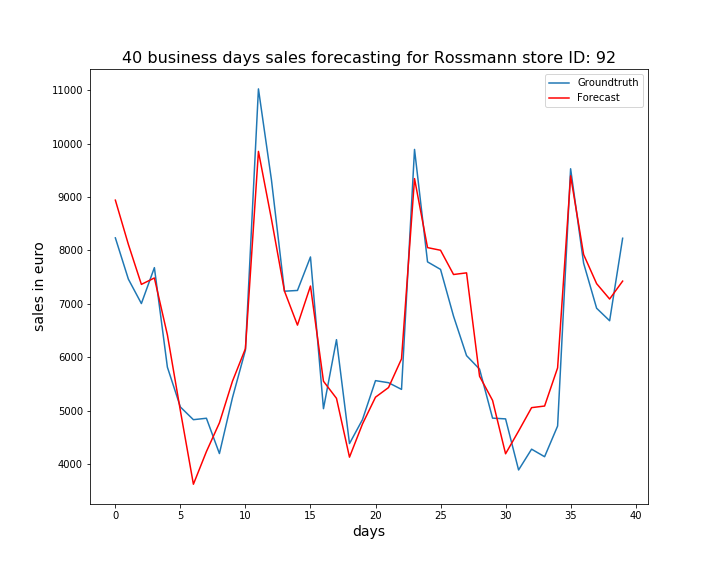 40 business days sales forecasting for Rossmann store ID: 92
Groundtruth
Forecast
11000
10000
9000
8000
7000
6000
5000
4000
sales in euro
0 5 10 15 20 25 30 35 40
days